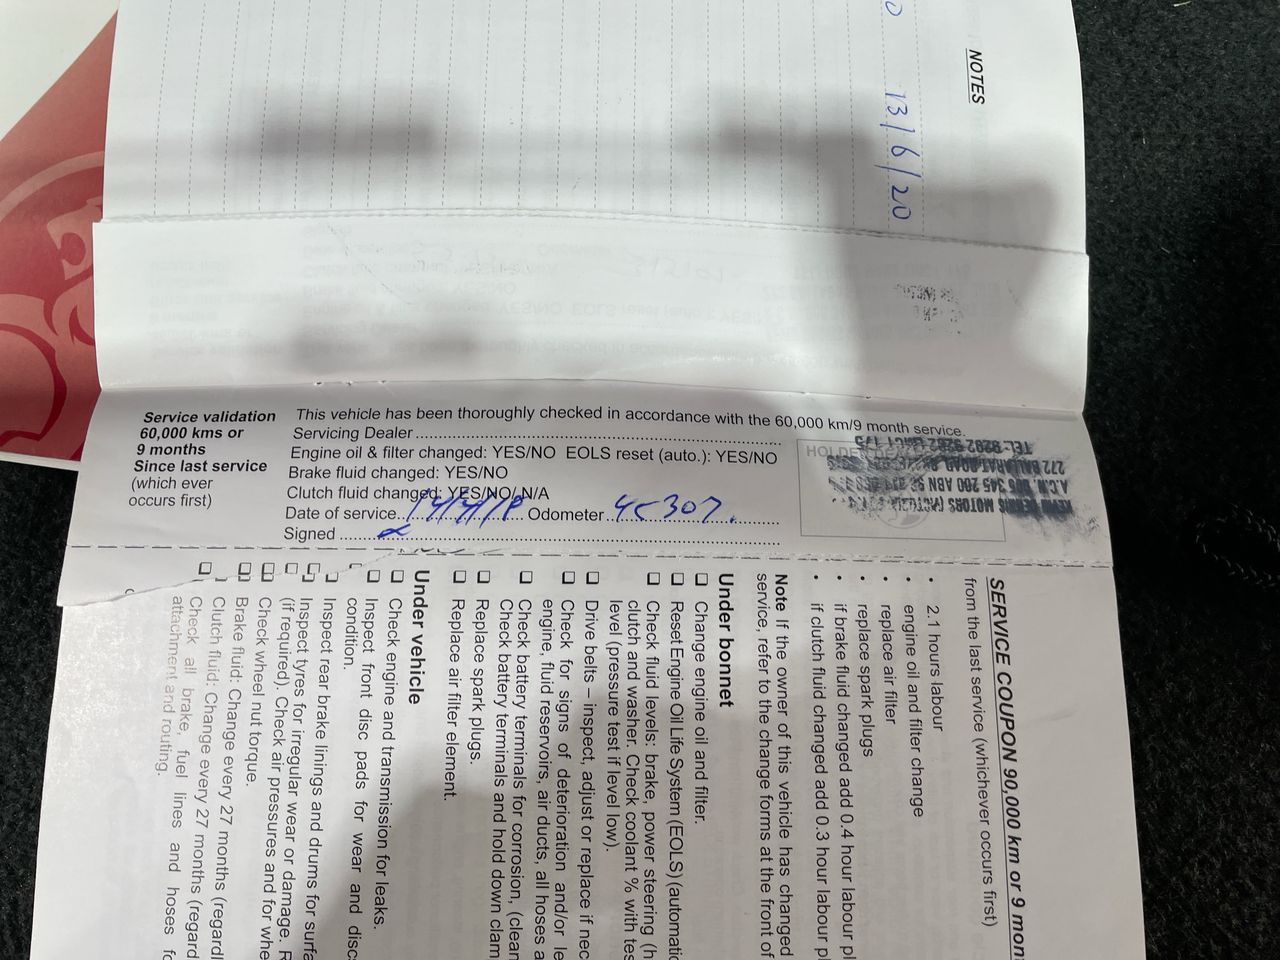 NOTES
13/6/20
Service validation
60,000 kms or
9 months
Since last service
(which ever
occurs first)
This vehicle has been thoroughly checked in accordance with the 60,000 km/9 month service.
Servicing Dealer
Engine oil & filter changed: YES/NO EOLS reset (auto.): YES/NO
Brake fluid changed: YES/NO
Clutch fluid changed: YES/NO/ N/A
Date of service Odometer 45307.
Signed
MOTORS
272 BALLARAT ROAD
SERVICE COUPON 90,000 km or 9 mon
from the last service (whichever occurs first)
• 2.1 hours labour
• engine oil and filter change
• replace air filter
• replace spark plugs
• if brake fluid changed add 0.4 hour labour pl
• if clutch fluid changed add 0.3 hour labour pl
Note If the owner of this vehicle has changed
service, refer to the change forms at the front of
Under bonnet
☐ Change engine oil and filter.
☐ Reset Engine Oil Life System (EOLS) (automatic
☐ Check fluid levels: brake, power steering (h
clutch and washer. Check coolant % with tes
level (pressure test if level low).
☐ Drive belts – inspect, adjust or replace if nec
☐ Check for signs of deterioration and/or le
engine, fluid reservoirs, air ducts, all hoses a
☐ Check battery terminals for corrosion, (clean
Check battery terminals and hold down clam
☐ Replace spark plugs.
☐ Replace air filter element.
Under vehicle
☐ Check engine and transmission for leaks.
☐ Inspect front disc pads for wear and disc
condition.
☐ Inspect rear brake linings and drums for surfa
☐ Inspect tyres for irregular wear or damage. R
(if required). Check air pressures and for whe
☐ Check wheel nut torque.
☐ Brake fluid: Change every 27 months (regardl
☐ Clutch fluid: Change every 27 months (regard
☐ Check all brake, fuel lines and hoses fo
attachment and routing.